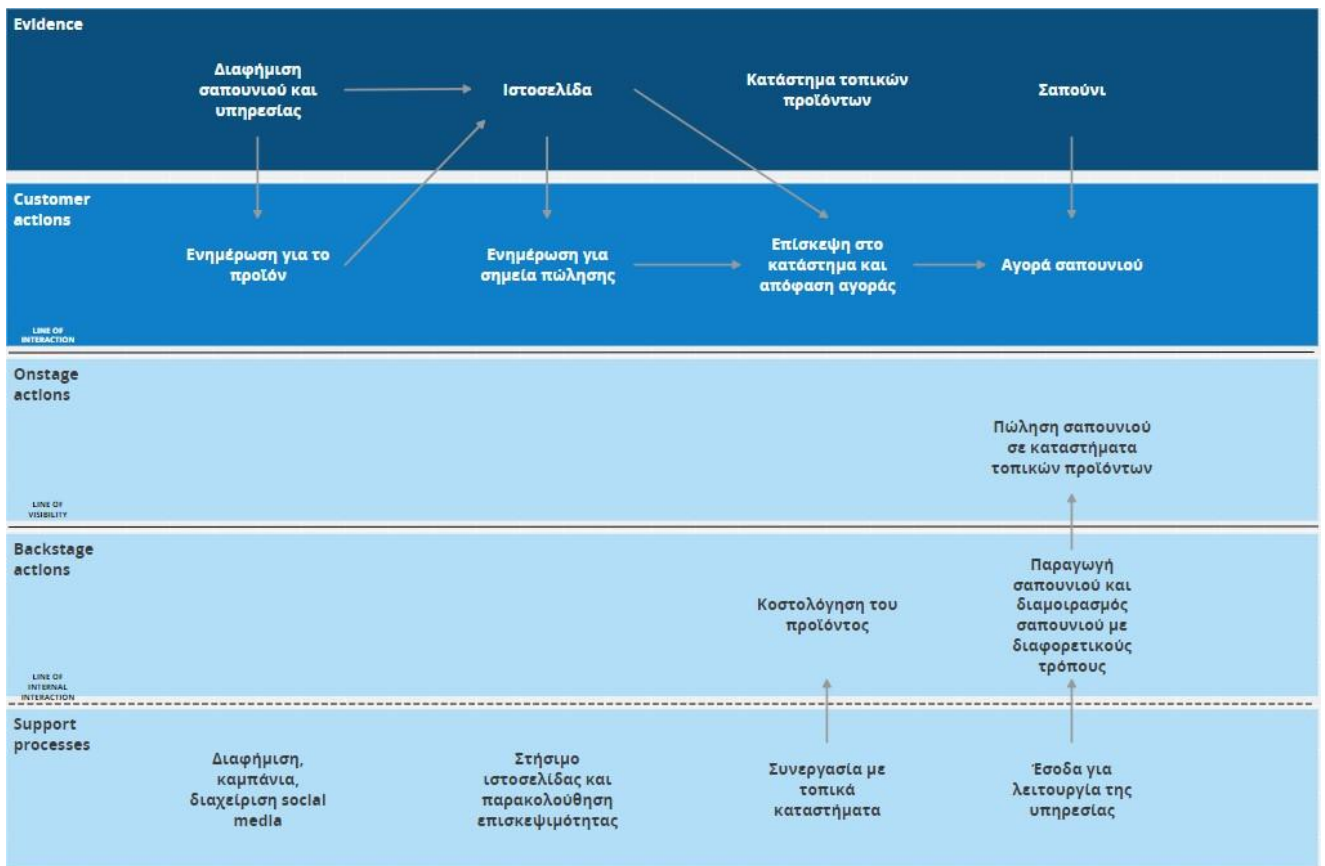 Evidence
Διαφήμιση
σαπουνιού και
υπηρεσίας
Ιστοσελίδα
Κατάστημα τοπικών
προϊόντων
Σαπούνι
Customer
actions
Ενημέρωση για το
προϊόν
Ενημέρωση για
σημεία πώλησης
Επίσκεψη στο
κατάστημα και
απόφαση αγοράς
Αγορά σαπουνιού
LINE OF
INTERACTION
Onstage
actions
Πώληση σαπουνιού
σε καταστήματα
τοπικών προϊόντων
LINE OF
VISIBILITY
Backstage
actions
Κοστολόγηση του
προϊόντος
Παραγωγή
σαπουνιού και
διαμοιρασμός
σαπουνιού με
διαφορετικούς
τρόπους
LINE OF
INTERNAL
INTERACTION
Support
processes
Διαφήμιση,
καμπάνια,
διαχείριση social
media
Στήσιμο
ιστοσελίδας και
παρακολούθηση
επισκεψιμότητας
Συνεργασία με
τοπικά
καταστήματα
Έσοδα για
λειτουργία της
υπηρεσίας